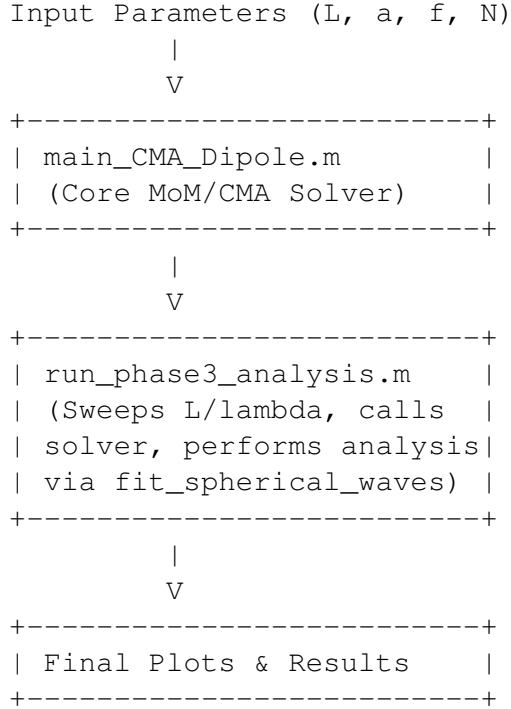 Input Parameters (L, a, f, N)
|
V
+--------------------------+
| main_CMA_Dipole.m        |
| (Core MoM/CMA Solver)    |
+--------------------------+
|
V
+--------------------------+
| run_phase3_analysis.m    |
| (Sweeps L/lambda, calls  |
| solver, performs analysis|
| via fit_spherical_waves) |
+--------------------------+
|
V
+--------------------------+
| Final Plots & Results    |
+--------------------------+